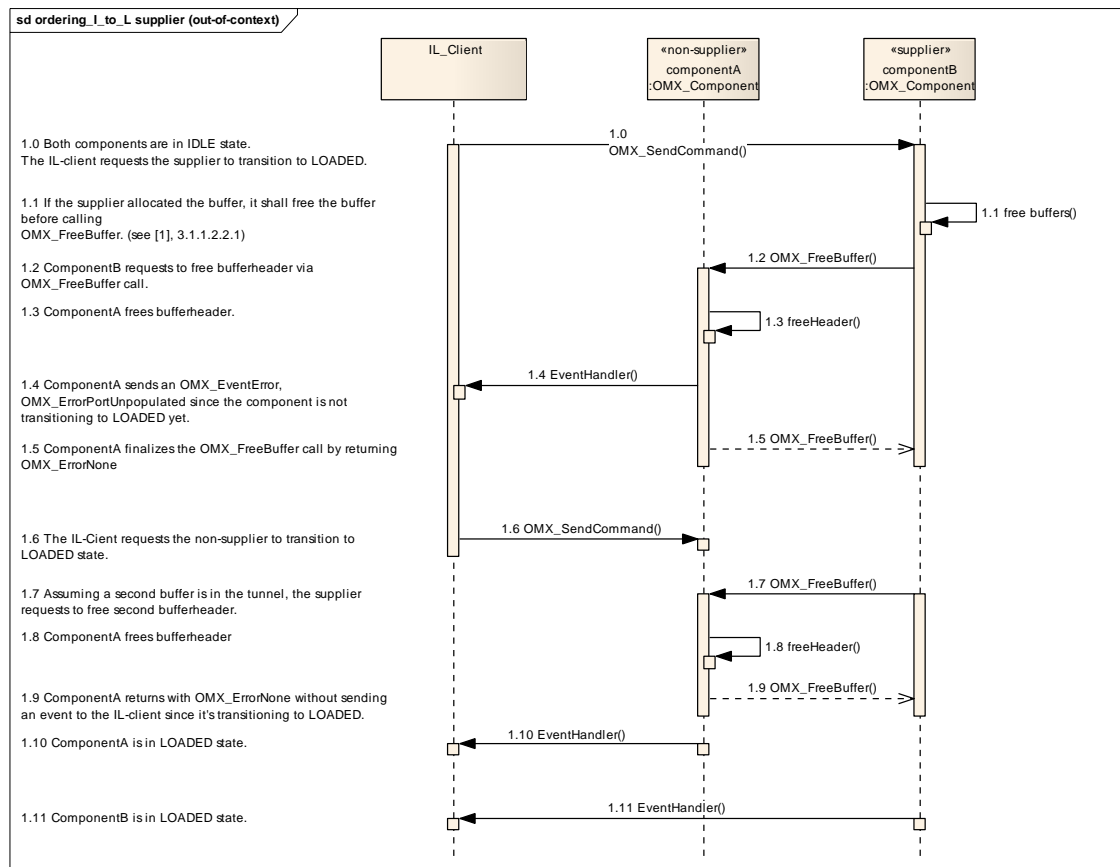 sd ordering_I_to_L supplier (out-of-context)
IL_Client
«non-supplier»
componentA
:OMX_Component
«supplier»
componentB
:OMX_Component
1.0 Both components are in IDLE state.
The IL-client requests the supplier to transition to LOADED.
1.0
OMX_SendCommand()
1.1 If the supplier allocated the buffer, it shall free the buffer
before calling
OMX_FreeBuffer. (see [1], 3.1.1.2.2.1)
1.1 free buffers()
1.2 ComponentB requests to free bufferheader via
OMX_FreeBuffer call.
1.2 OMX_FreeBuffer()
1.3 ComponentA frees bufferheader.
1.3 freeHeader()
1.4 ComponentA sends an OMX_EventError,
OMX_ErrorPortUnpopulated since the component is not
transitioning to LOADED yet.
1.4 EventHandler()
1.5 ComponentA finalizes the OMX_FreeBuffer call by returning
OMX_ErrorNone
1.5 OMX_FreeBuffer()
1.6 The IL-Cient requests the non-supplier to transition to
LOADED state.
1.6 OMX_SendCommand()
1.7 Assuming a second buffer is in the tunnel, the supplier
requests to free second bufferheader.
1.7 OMX_FreeBuffer()
1.8 ComponentA frees bufferheader
1.8 freeHeader()
1.9 ComponentA returns with OMX_ErrorNone without sending
an event to the IL-client since it's transitioning to LOADED.
1.9 OMX_FreeBuffer()
1.10 ComponentA is in LOADED state.
1.10 EventHandler()
1.11 ComponentB is in LOADED state.
1.11 EventHandler()